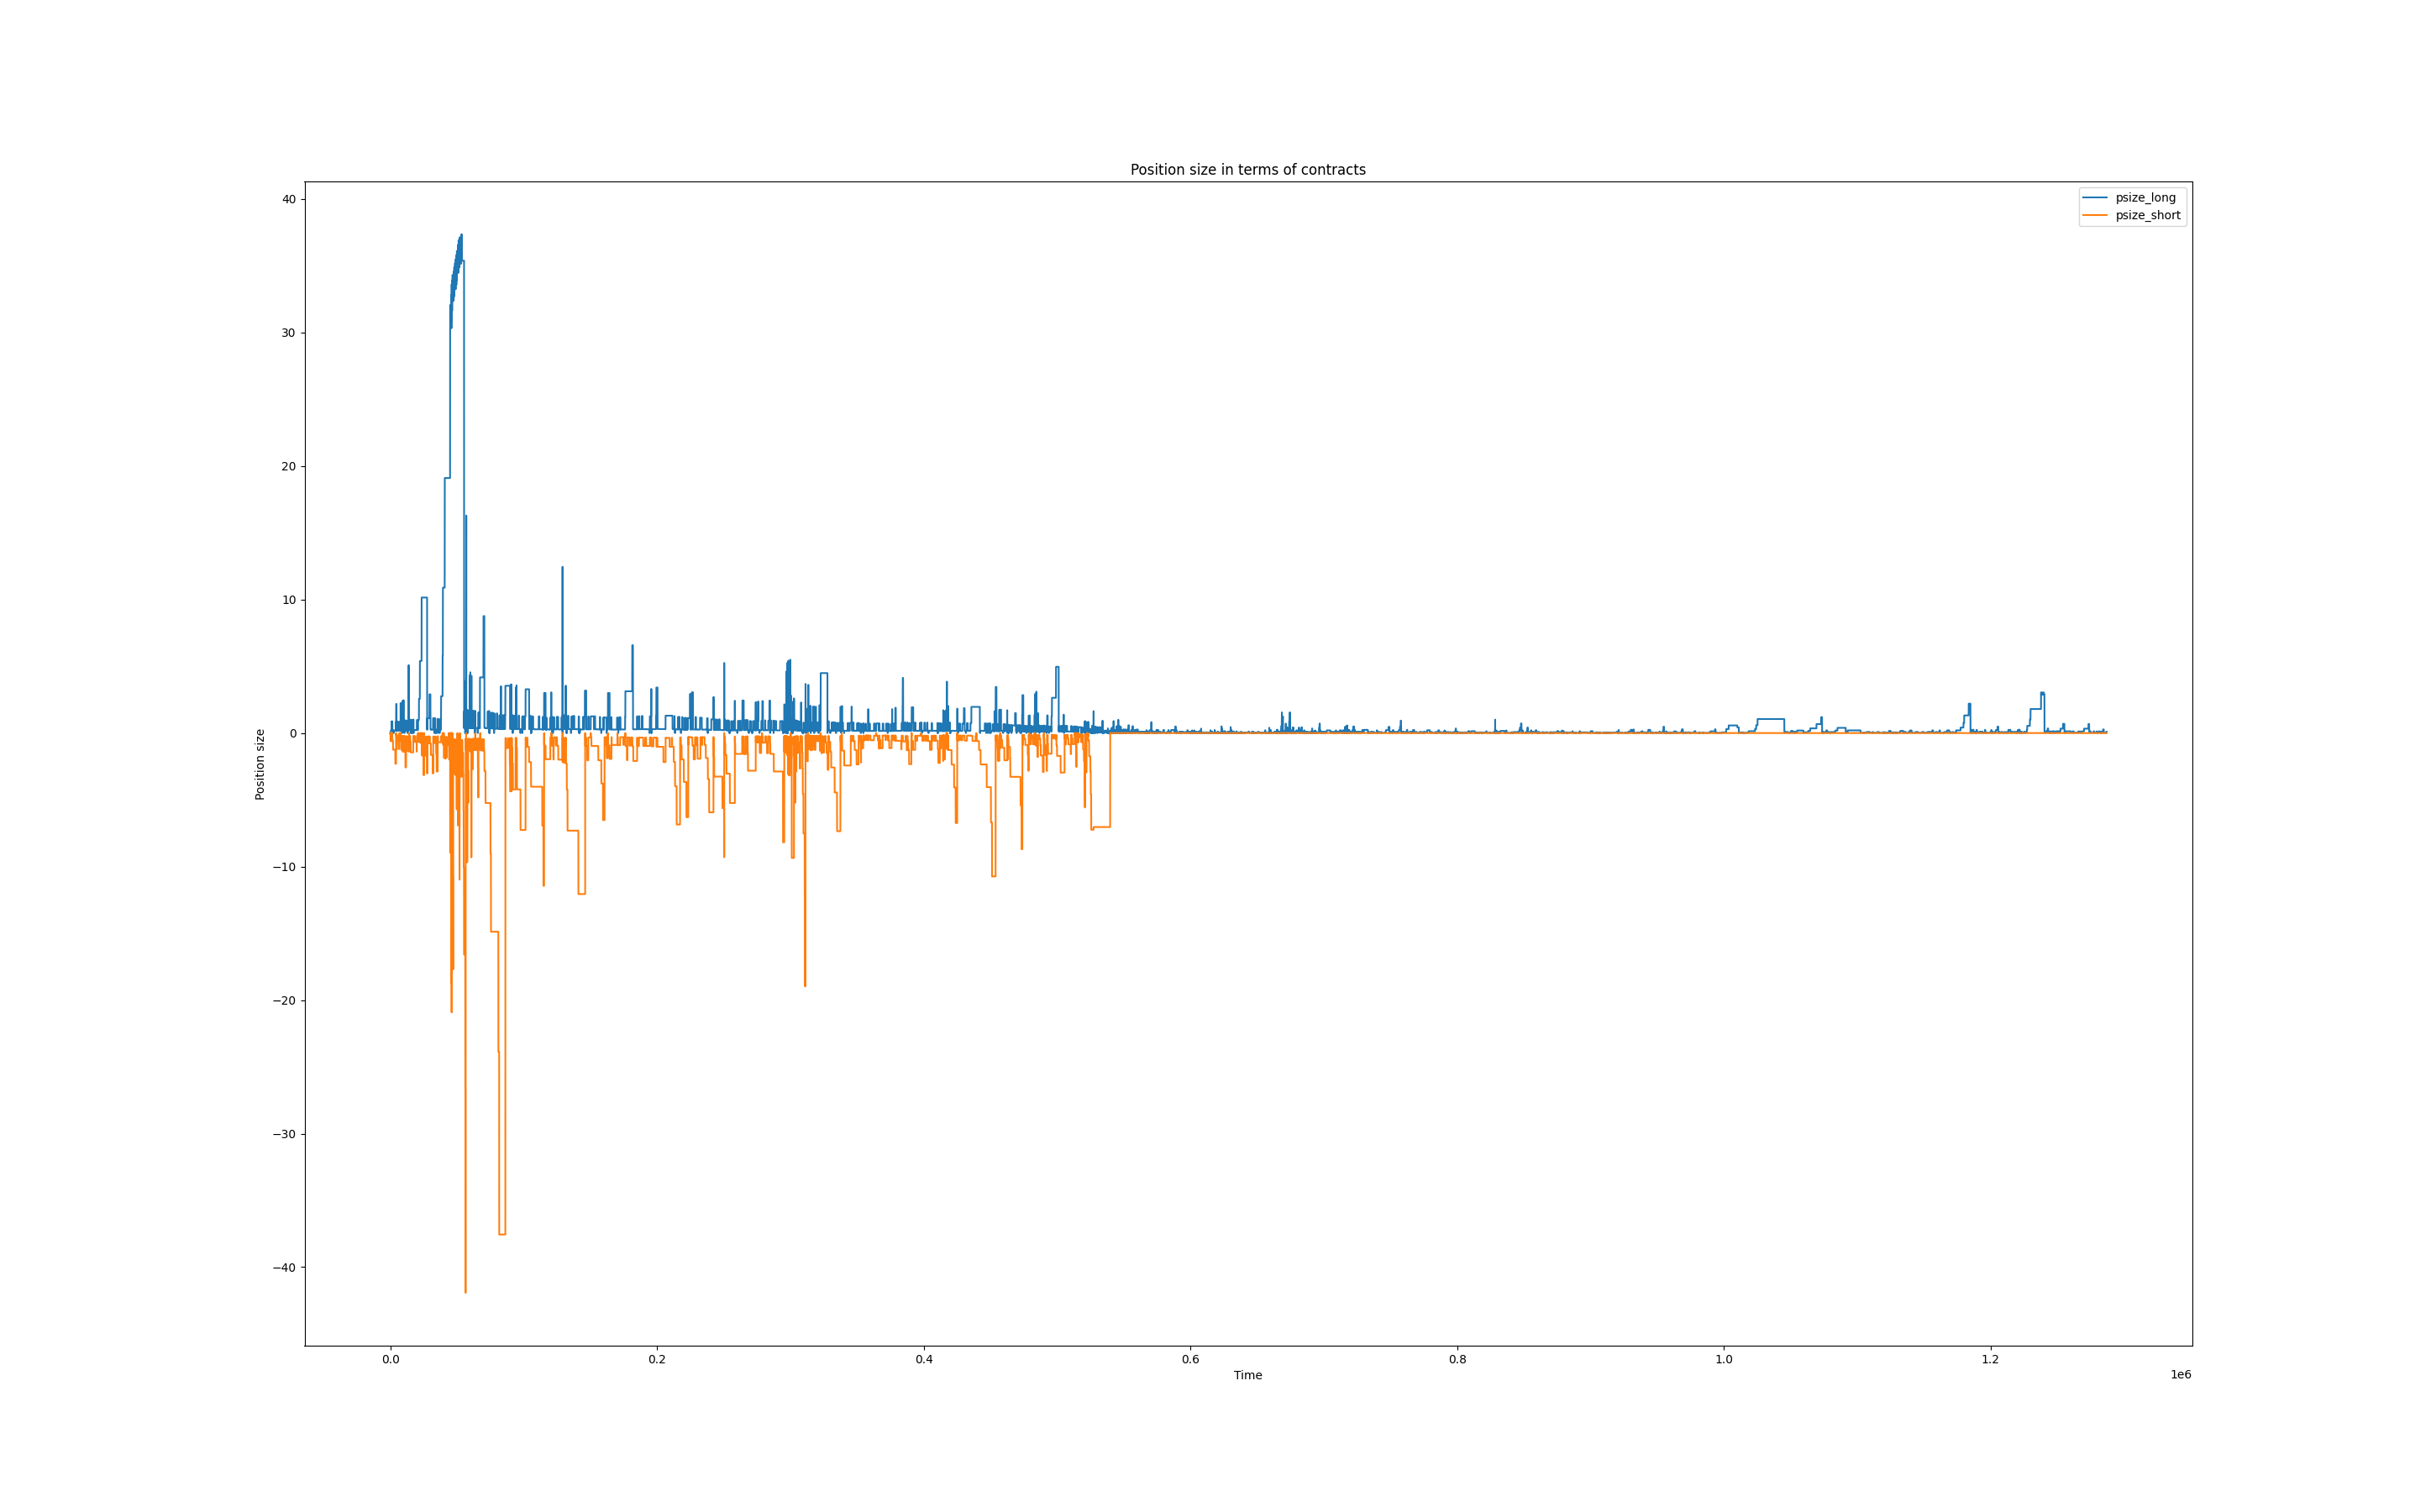 Position size in terms of contracts
psize_long
psize_short
Position size
40
30
20
10
0
−10
−20
−30
−40
0.0
0.2
0.4
0.6
0.8
1.0
1.2
1e6
Time